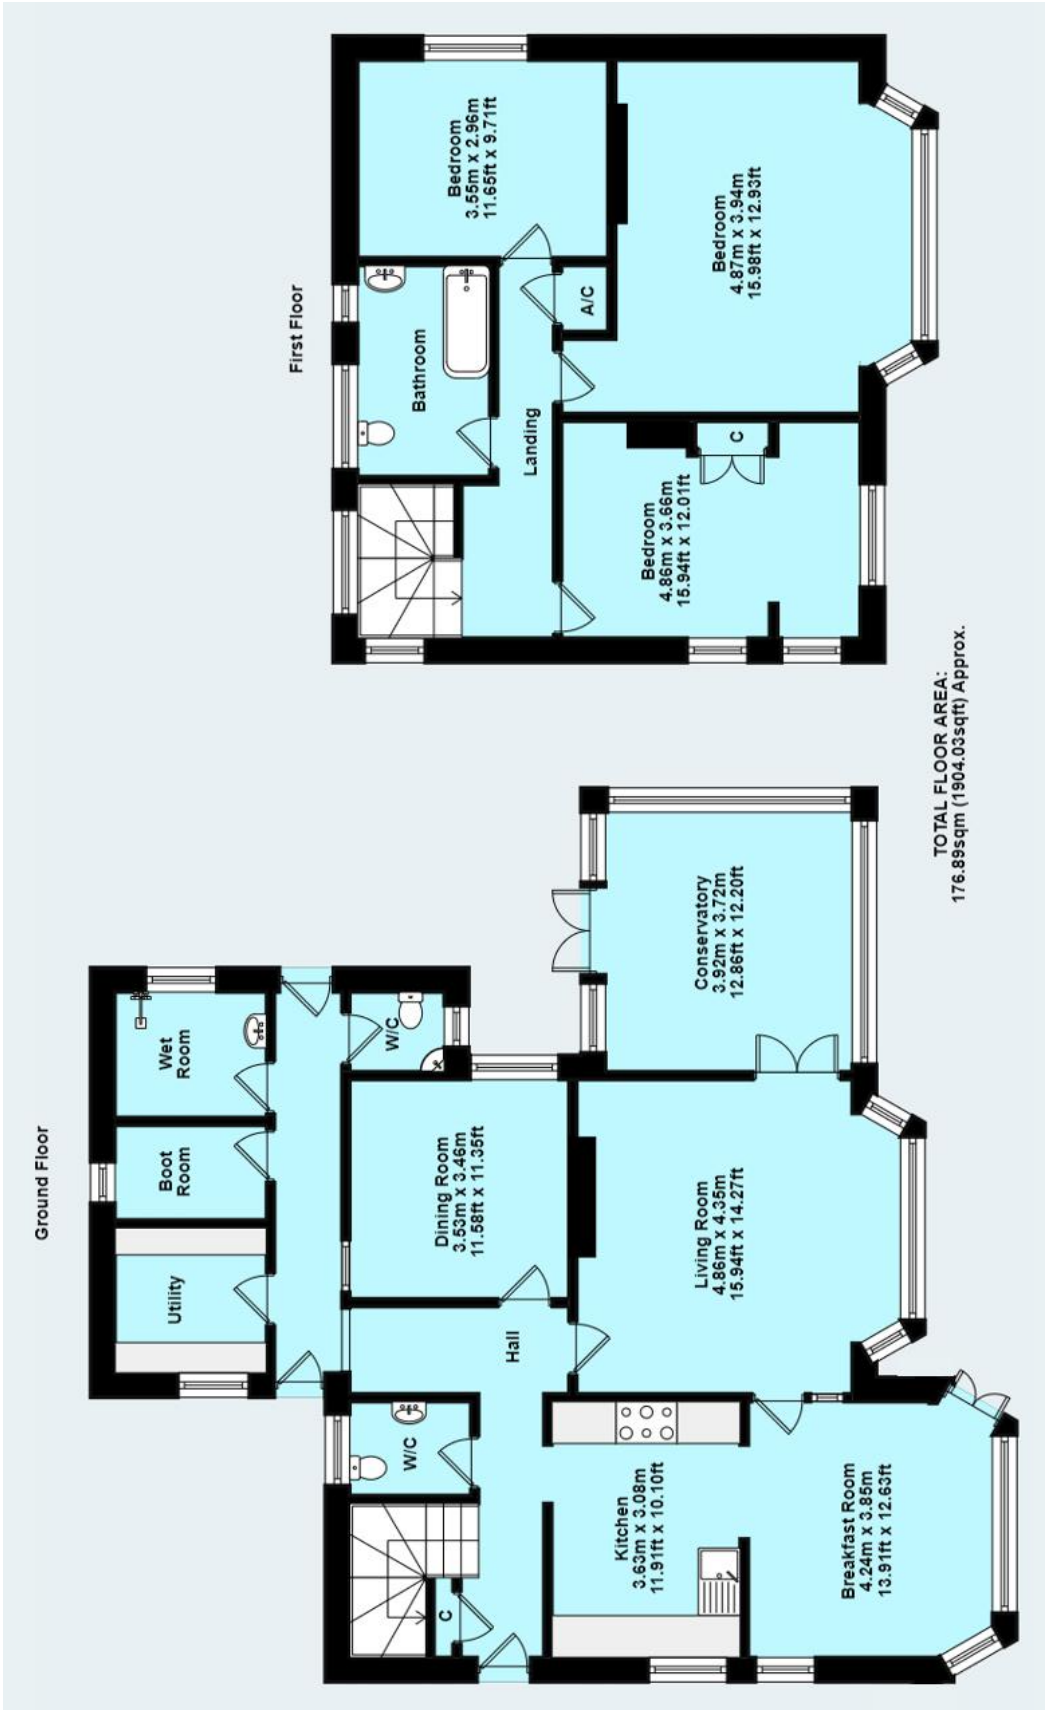 Ground Floor
Utility
Boot
Room
Wet
Room
W/C
Dining Room
3.53m x 3.46m
11.58ft x 11.35ft
Hall
W/C
C
Kitchen
3.63m x 3.08m
11.91ft x 10.10ft
Living Room
4.86m x 4.35m
15.94ft x 14.27ft
Conservatory
3.92m x 3.72m
12.86ft x 12.20ft
Breakfast Room
4.24m x 3.85m
13.91ft x 12.63ft
First Floor
Bathroom
Bedroom
3.55m x 2.96m
11.65ft x 9.71ft
Landing
A/C
Bedroom
4.86m x 3.66m
15.94ft x 12.01ft
C
Bedroom
4.87m x 3.94m
15.98ft x 12.93ft
TOTAL FLOOR AREA:
176.89sqm (1904.03sqft) Approx.